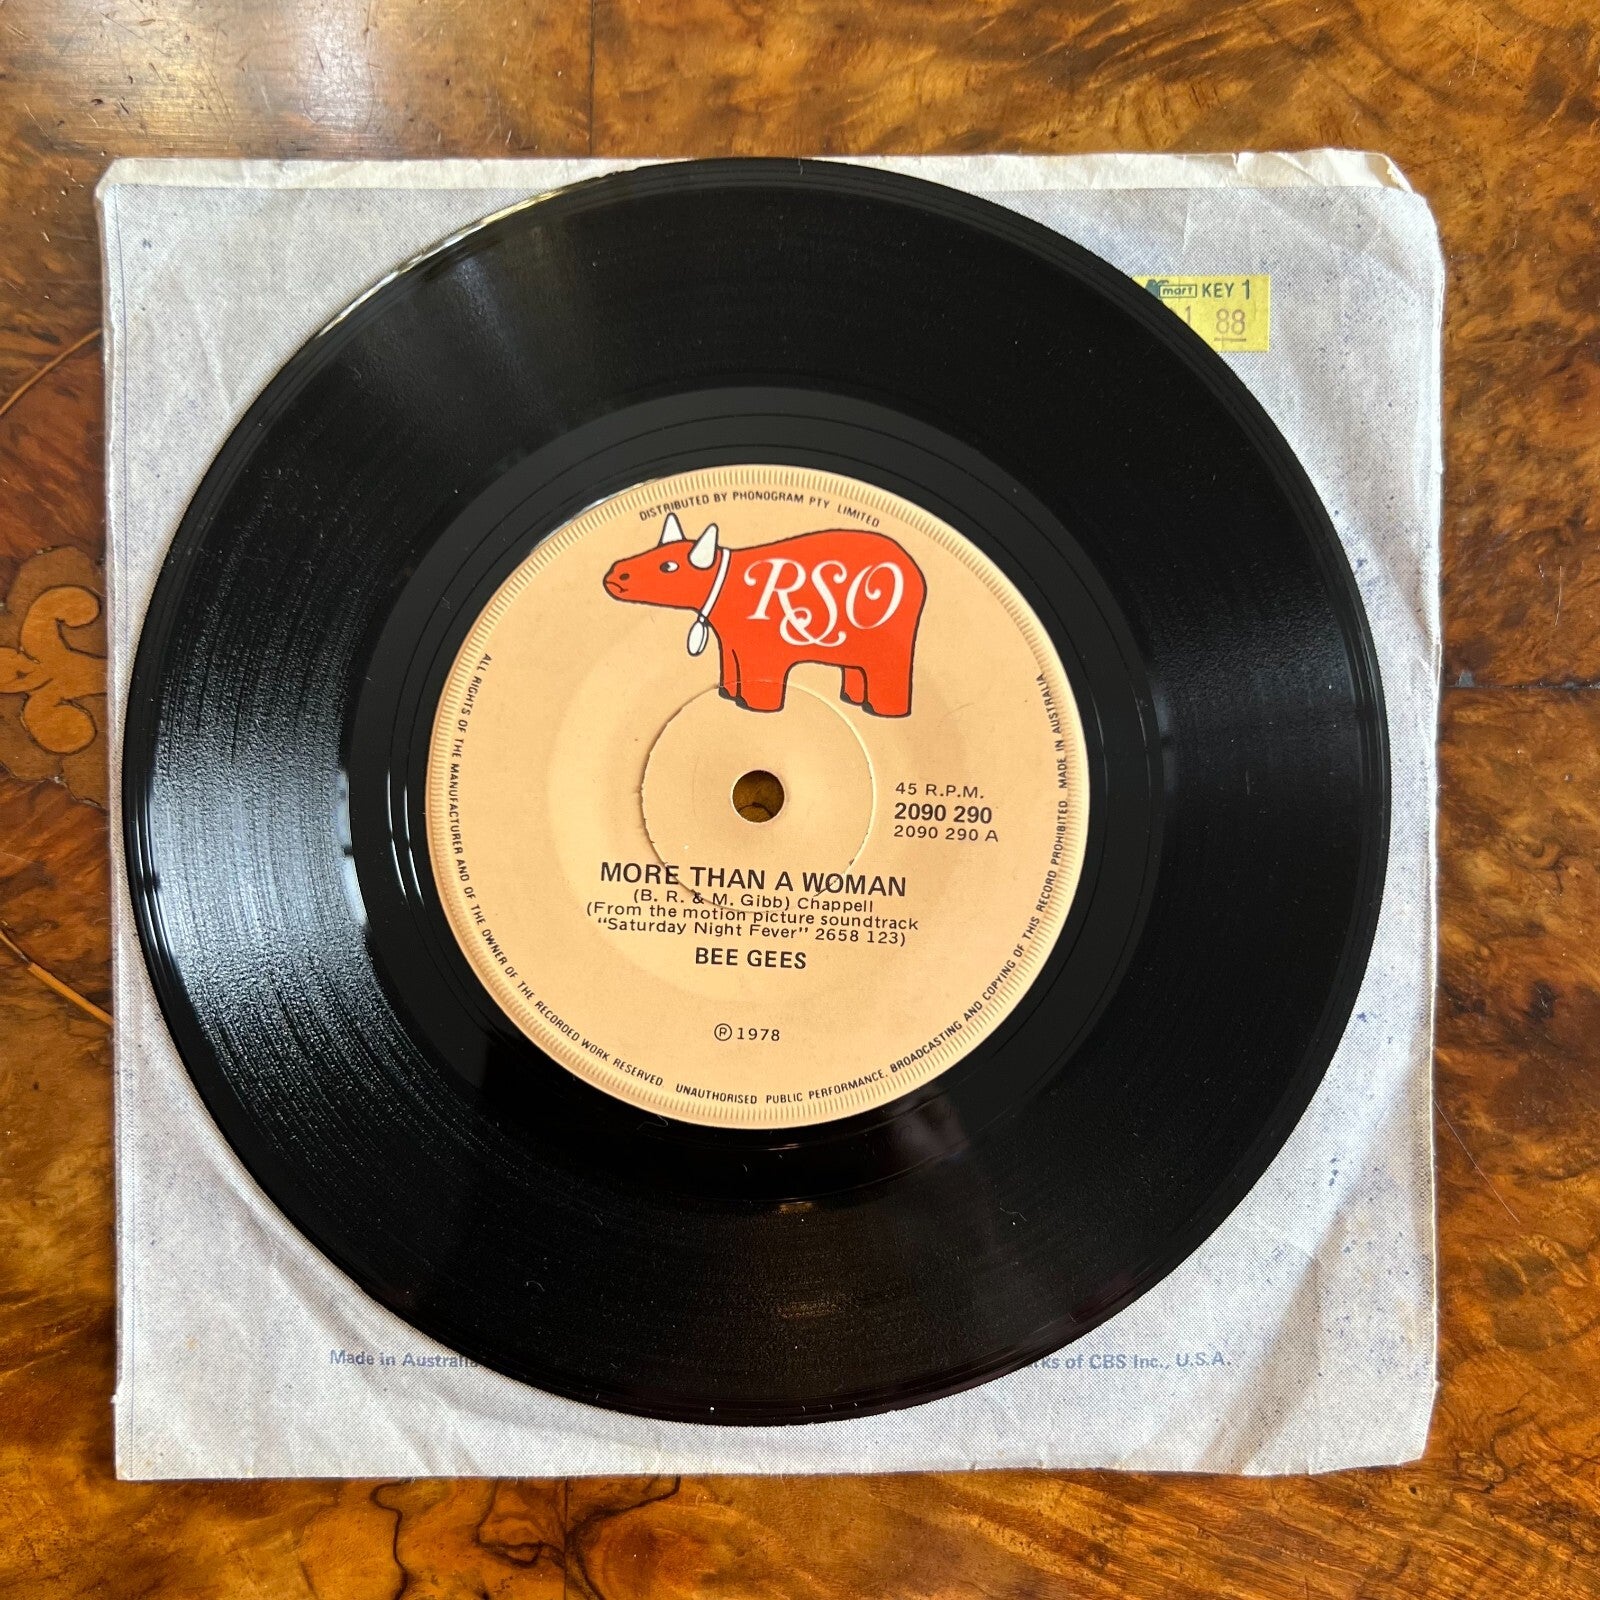 mart KEY 1
88
DISTRIBUTED BY PHONOGRAM PTY LIMITED
RSO
45 R.P.M.
2090 290
2090 290 A
MORE THAN A WOMAN
(B. R. & M. Gibb) Chappell
(From the motion picture soundtrack
"Saturday Night Fever" 2658 123)
BEE GEES
Ⓟ 1978
ALL RIGHTS OF THE MANUFACTURER AND OF THE OWNER OF THE RECORDED WORK RESERVED UNAUTHORISED PUBLIC PERFORMANCE, BROADCASTING AND COPYING OF THIS RECORD PROHIBITED MADE IN AUSTRALIA
Made in Australia
of CBS Inc., U.S.A.